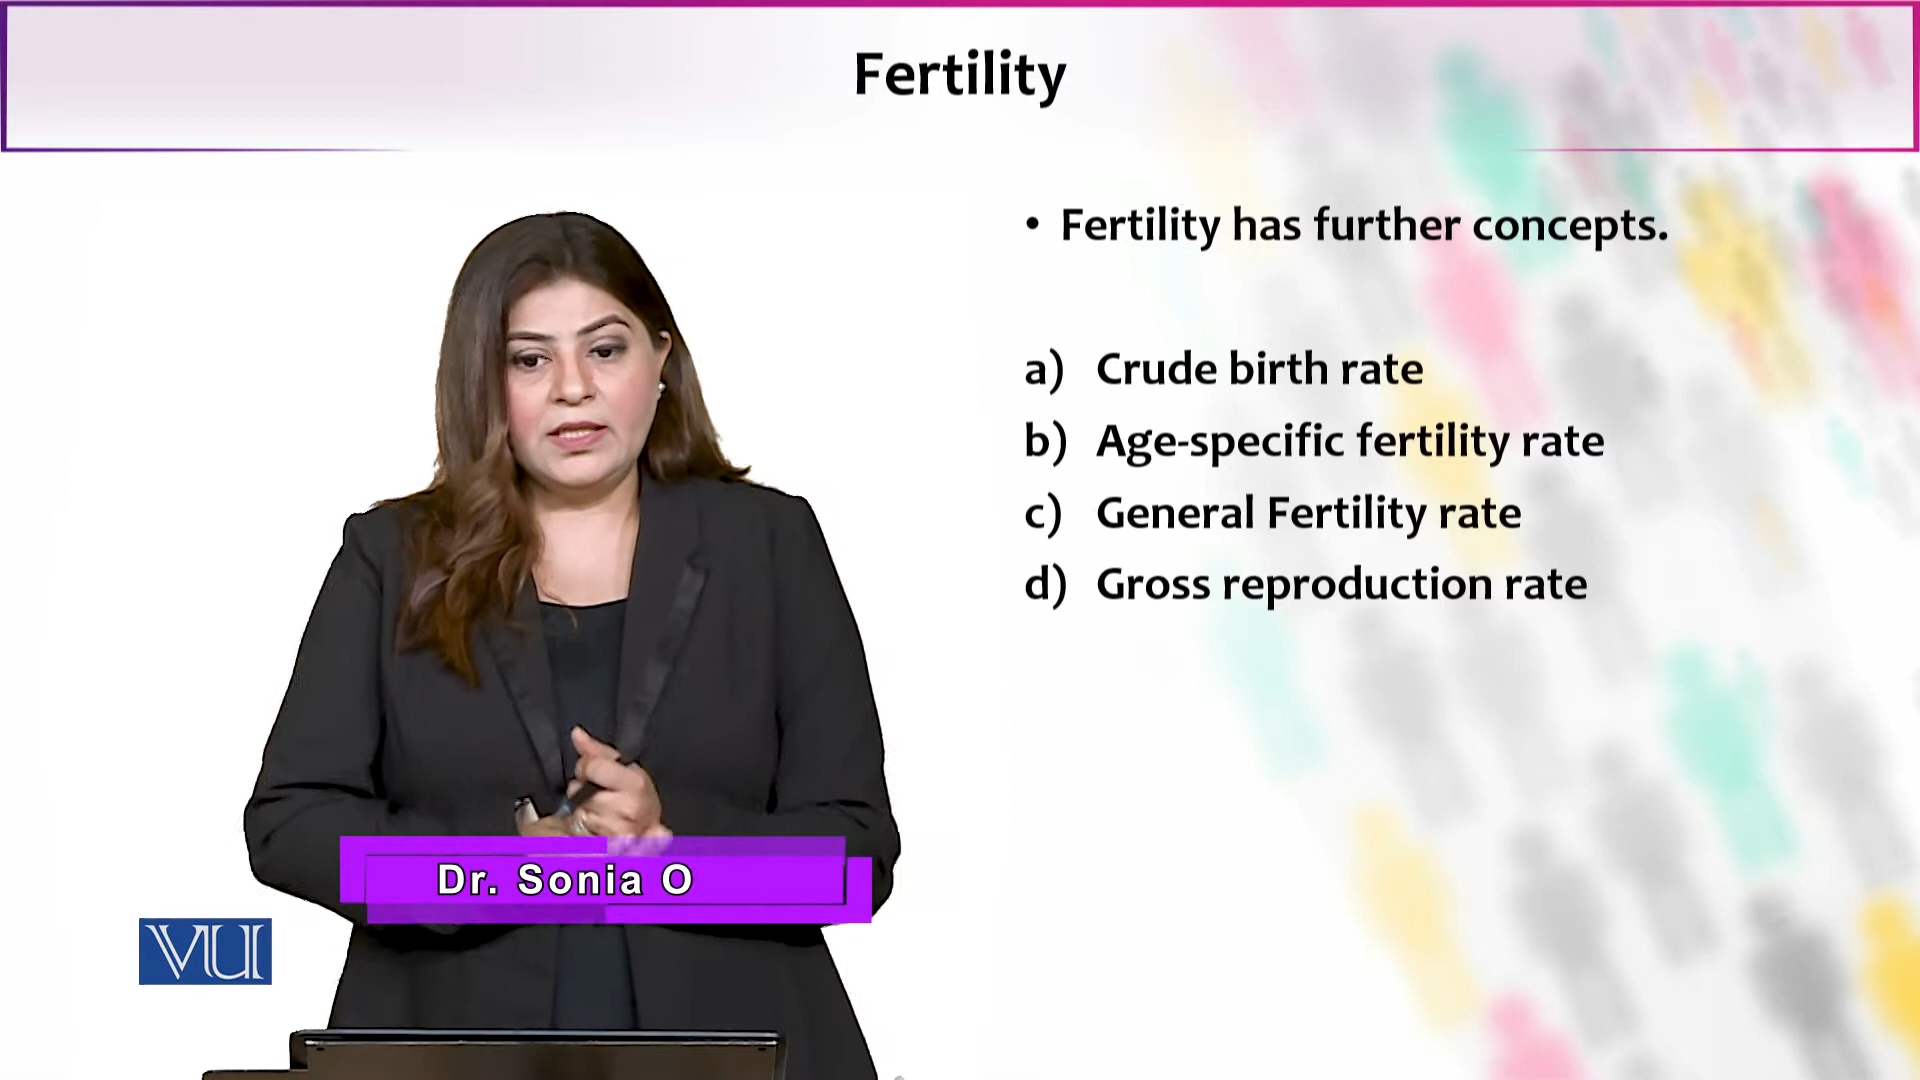 Fertility
• Fertility has further concepts.
a) Crude birth rate
b) Age-specific fertility rate
c) General Fertility rate
d) Gross reproduction rate
Dr. Sonia O
VU